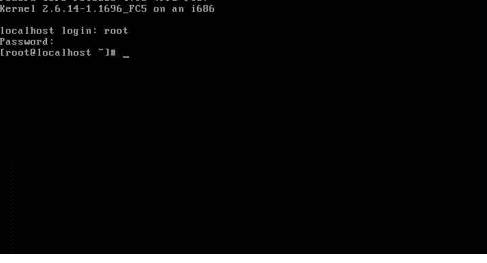 Kernel 2.6.14-1.1696_FC5 on an i686
localhost login: root
Password:
[root@localhost ~]# _